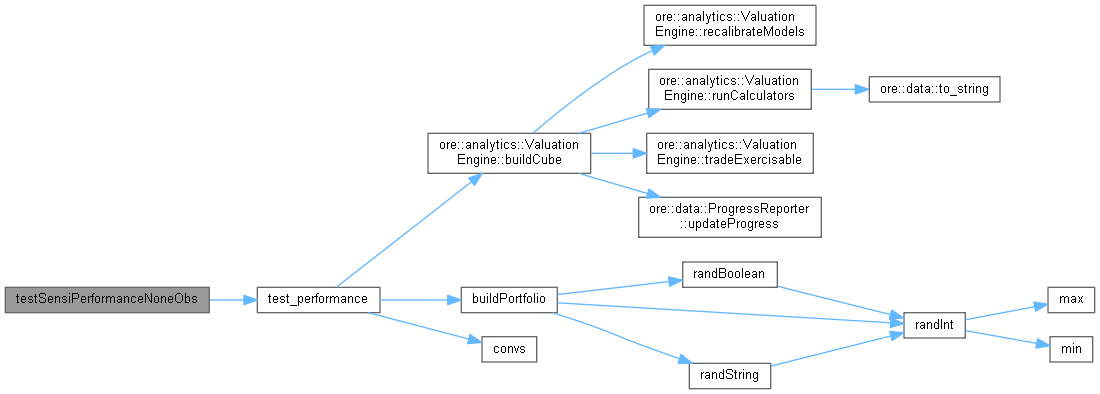 ore::analytics::Valuation
Engine::recalibrateModels
ore::analytics::Valuation
Engine::runCalculators
ore::data::to_string
ore::analytics::Valuation
Engine::buildCube
ore::analytics::Valuation
Engine::tradeExercisable
ore::data::ProgressReporter
::updateProgress
testSensiPerformanceNoneObs
test_performance
buildPortfolio
randBoolean
max
randInt
convs
min
randString